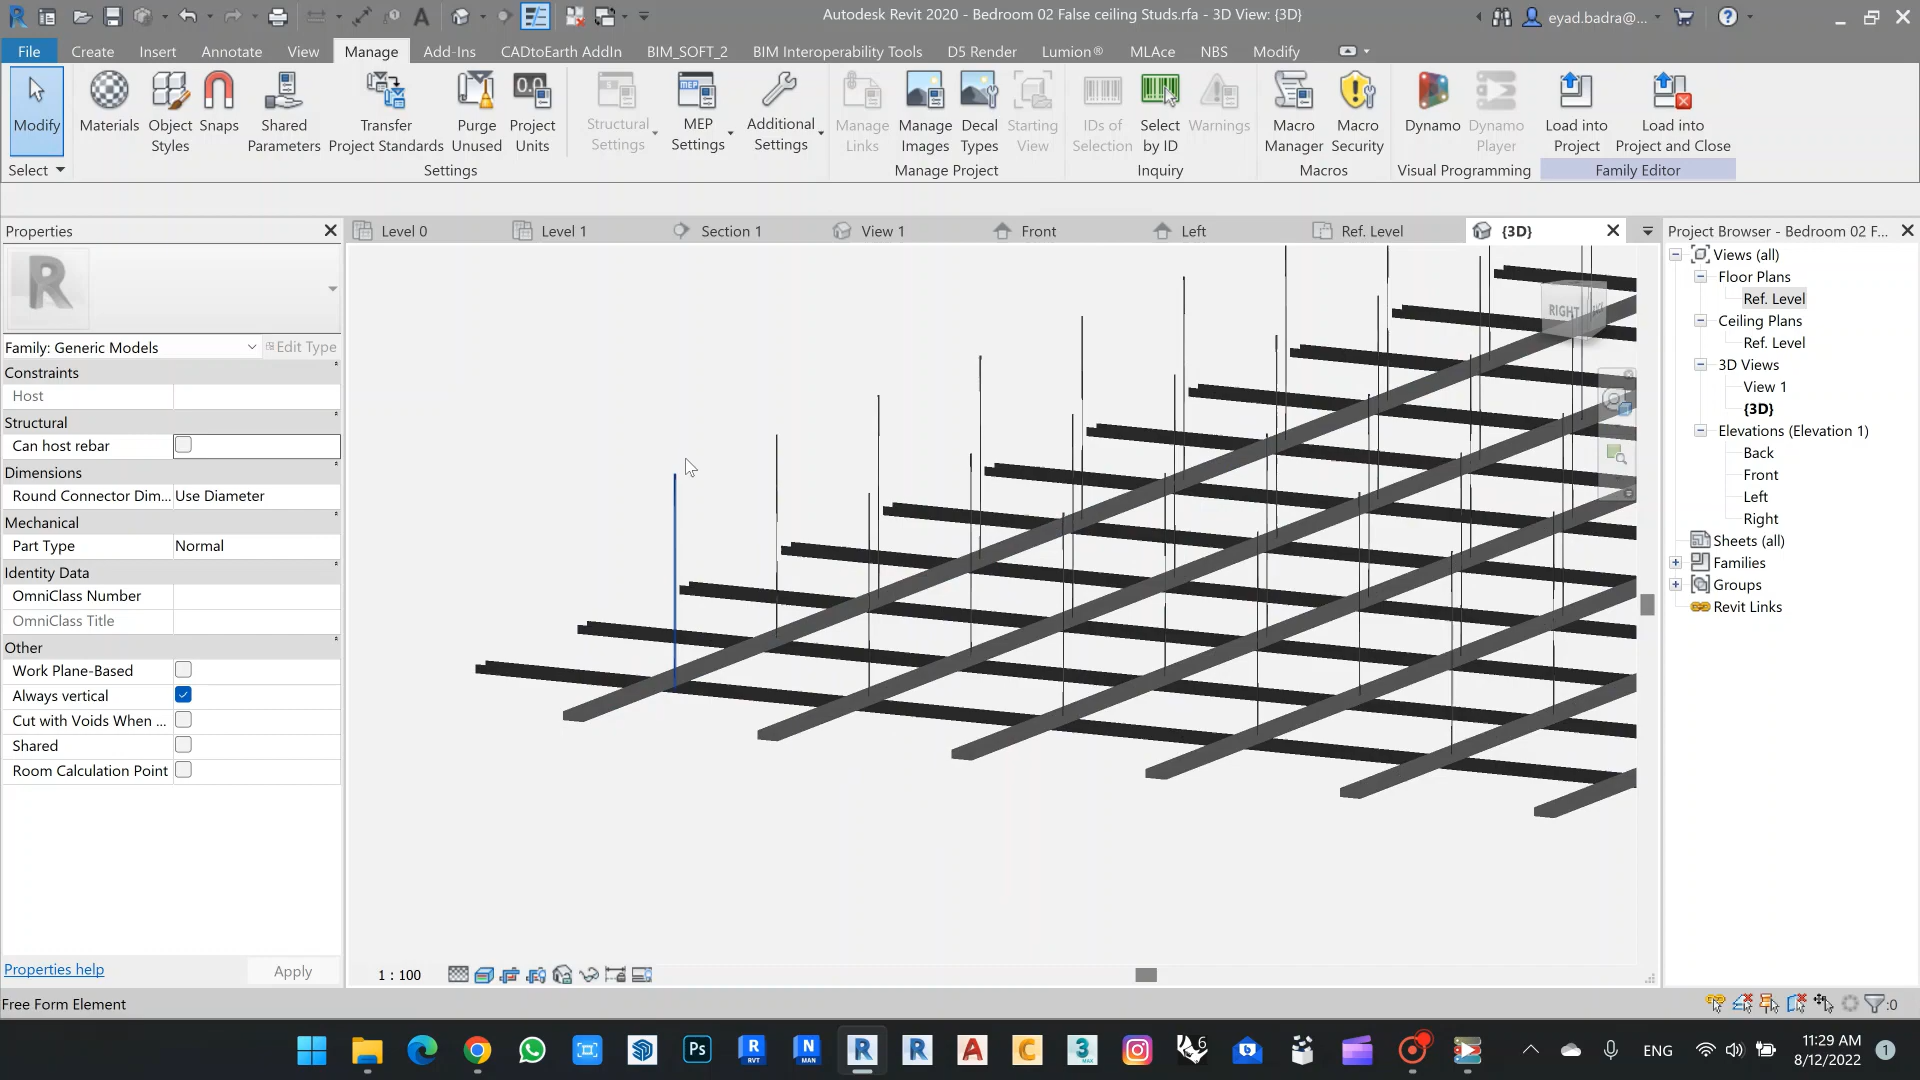 Autodesk Revit 2020 - Bedroom 02 False ceiling Studs.rfa - 3D View: {3D}
eyad.badra@...
File Create Insert Annotate View Manage Add-Ins CADtoEarth AddIn BIM_SOFT_2 BIM Interoperability Tools D5 Render Lumion® MLAce NBS Modify
Modify
Materials
Object Styles
Snaps
Shared Parameters
Transfer Project Standards
Purge Unused
Project Units
Structural Settings
MEP Settings
Additional Settings
Manage Links
Manage Images
Decal Types
Starting View
IDs of Selection
Select by ID
Warnings
Macro Manager
Macro Security
Dynamo
Dynamo Player
Load into Project
Load into Project and Close
Select
Settings
Manage Project
Inquiry
Macros
Visual Programming
Family Editor
Properties
Level 0
Level 1
Section 1
View 1
Front
Left
Ref. Level
{3D}
Project Browser - Bedroom 02 F...
Family: Generic Models
Edit Type
Constraints
Host
Structural
Can host rebar
Dimensions
Round Connector Dim... Use Diameter
Mechanical
Part Type Normal
Identity Data
OmniClass Number
OmniClass Title
Other
Work Plane-Based
Always vertical
Cut with Voids When ...
Shared
Room Calculation Point
Properties help
Apply
RIGHT
Views (all)
Floor Plans
Ref. Level
Ceiling Plans
Ref. Level
3D Views
View 1
{3D}
Elevations (Elevation 1)
Back
Front
Left
Right
Sheets (all)
Families
Groups
Revit Links
1 : 100
Free Form Element
:0
ENG
11:29 AM
8/12/2022
1